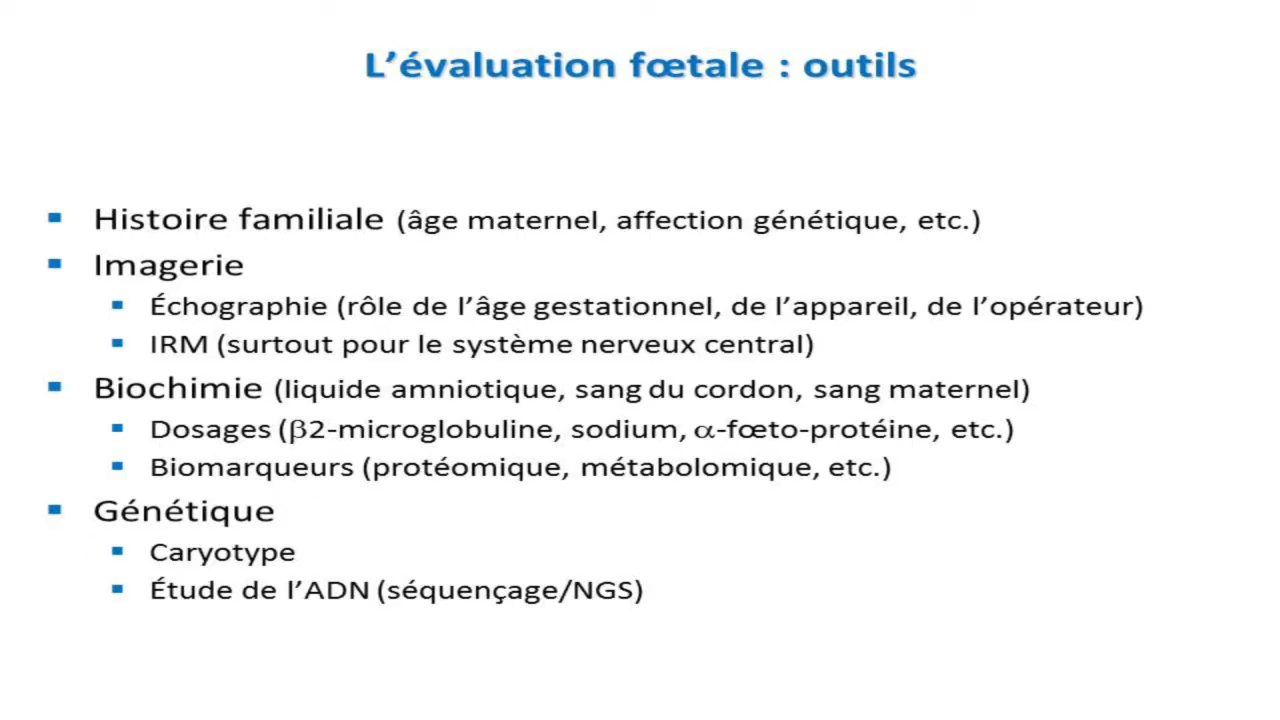 L’évaluation fœtale : outils
Histoire familiale (âge maternel, affection génétique, etc.)
Imagerie
Échographie (rôle de l’âge gestationnel, de l’appareil, de l’opérateur)
IRM (surtout pour le système nerveux central)
Biochimie (liquide amniotique, sang du cordon, sang maternel)
Dosages (β2-microglobuline, sodium, α-fœto-protéine, etc.)
Biomarqueurs (protéomique, métabolomique, etc.)
Génétique
Caryotype
Étude de l’ADN (séquençage/NGS)